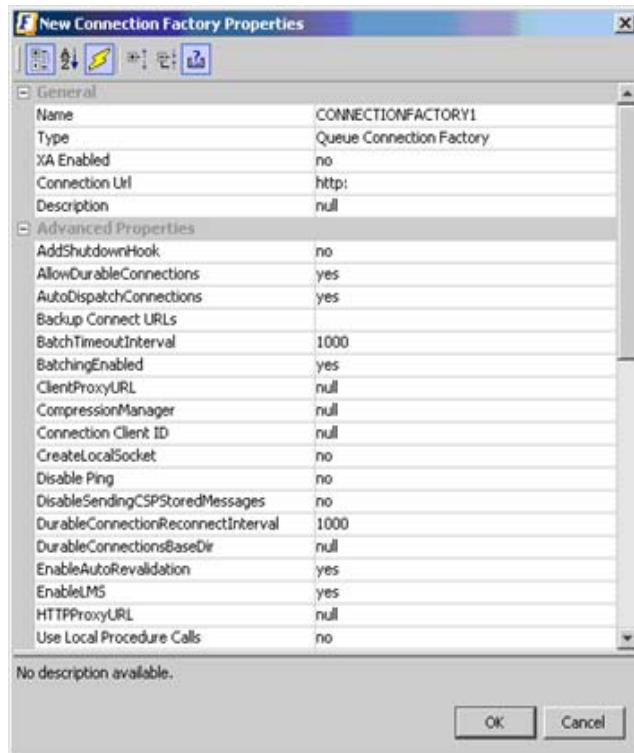 New Connection Factory Properties
General
Name CONNECTIONFACTORY1
Type Queue Connection Factory
XA Enabled no
Connection Url http:
Description null
Advanced Properties
AddShutdownHook no
AllowDurableConnections yes
AutoDispatchConnections yes
Backup Connect URLs
BatchTimeoutInterval 1000
BatchingEnabled yes
ClientProxyURL null
CompressionManager null
Connection Client ID null
CreateLocalSocket no
Disable Ping no
DisableSendingCSPStoredMessages no
DurableConnectionReconnectInterval 1000
DurableConnectionsBaseDir null
EnableAutoRevalidation yes
EnableLMS yes
HTTPProxyURL null
Use Local Procedure Calls no
No description available.
OK Cancel